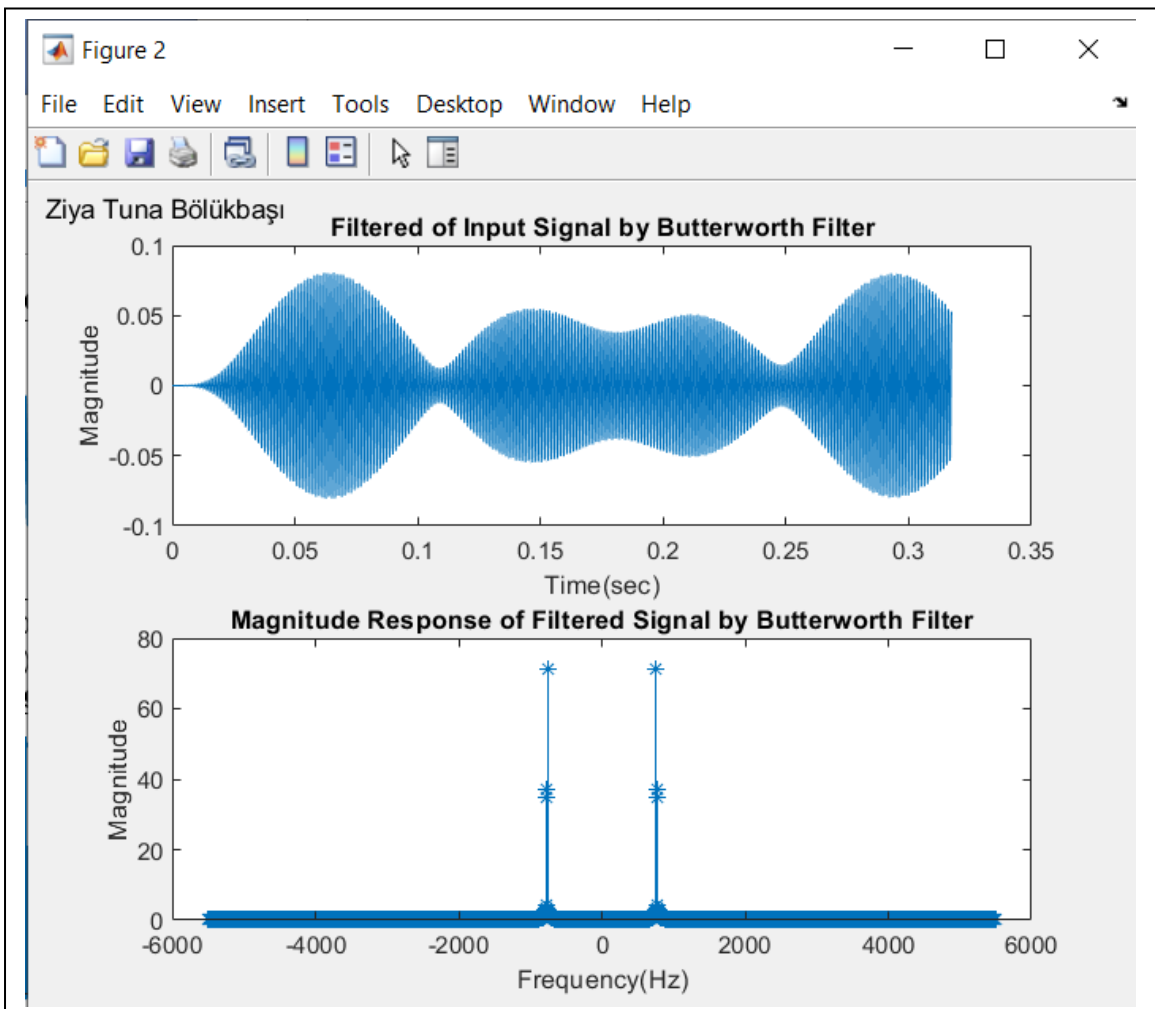 Figure 2
File Edit View Insert Tools Desktop Window Help
Ziya Tuna Bölükbaşı
Filtered of Input Signal by Butterworth Filter
0.1
0.05
0
-0.05
-0.1
Magnitude
0 0.05 0.1 0.15 0.2 0.25 0.3 0.35
Time(sec)
Magnitude Response of Filtered Signal by Butterworth Filter
80
60
40
20
0
Magnitude
-6000 -4000 -2000 0 2000 4000 6000
Frequency(Hz)